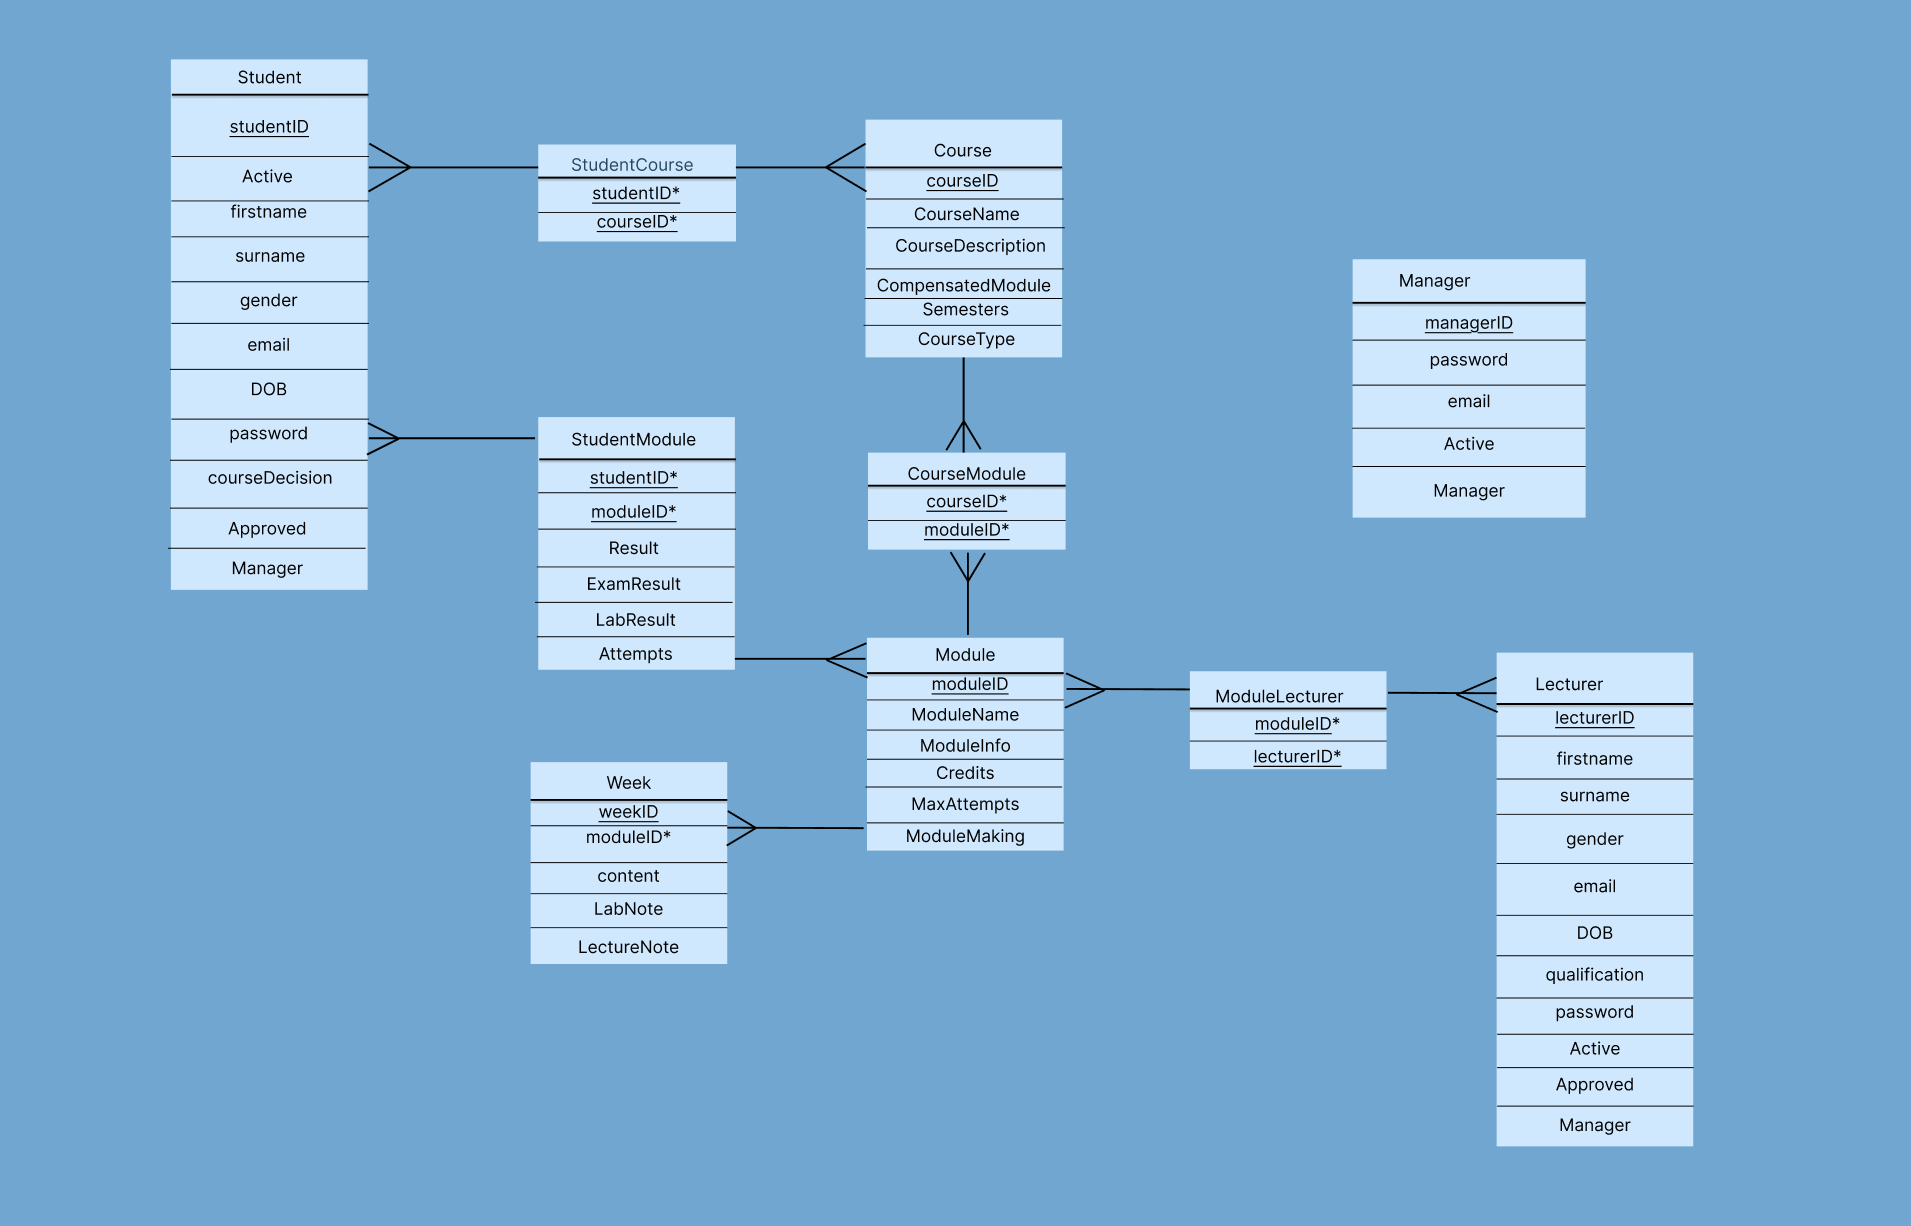 Student
studentID
Active
firstname
surname
gender
email
DOB
password
courseDecision
Approved
Manager
StudentCourse
studentID*
courseID*
Course
courseID
CourseName
CourseDescription
CompensatedModule
Semesters
CourseType
Manager
managerID
password
email
Active
Manager
StudentModule
studentID*
moduleID*
Result
ExamResult
LabResult
Attempts
CourseModule
courseID*
moduleID*
Module
moduleID
ModuleName
ModuleInfo
Credits
MaxAttempts
ModuleMaking
ModuleLecturer
moduleID*
lecturerID*
Lecturer
lecturerID
firstname
surname
gender
email
DOB
qualification
password
Active
Approved
Manager
Week
weekID
moduleID*
content
LabNote
LectureNote